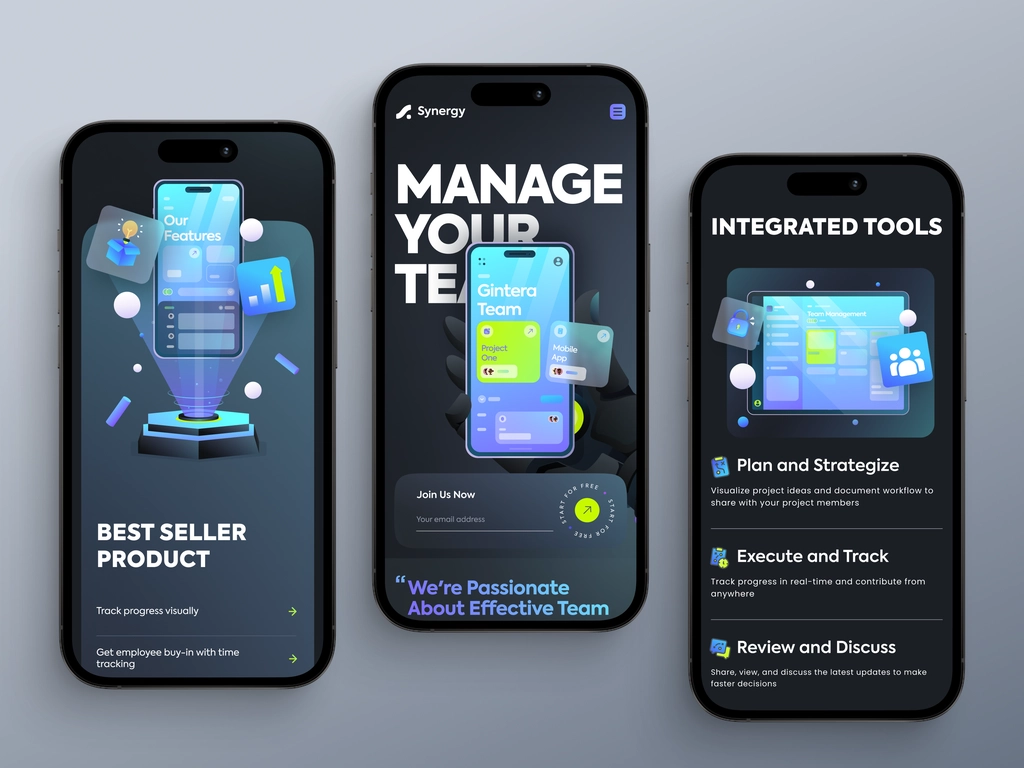 Our
Features
BEST SELLER
PRODUCT
Track progress visually
Get employee buy-in with time
tracking
Synergy
MANAGE
YOUR
Gintera
Team
Project
One
Mobile
App
Join Us Now
Your email address
START FOR FREE
START FOR FREE
“We’re Passionate
About Effective Team
INTEGRATED TOOLS
Team Management
Plan and Strategize
Visualize project ideas and document workflow to
share with your project members
Execute and Track
Track progress in real-time and contribute from
anywhere
Review and Discuss
Share, view, and discuss the latest updates to make
faster decisions